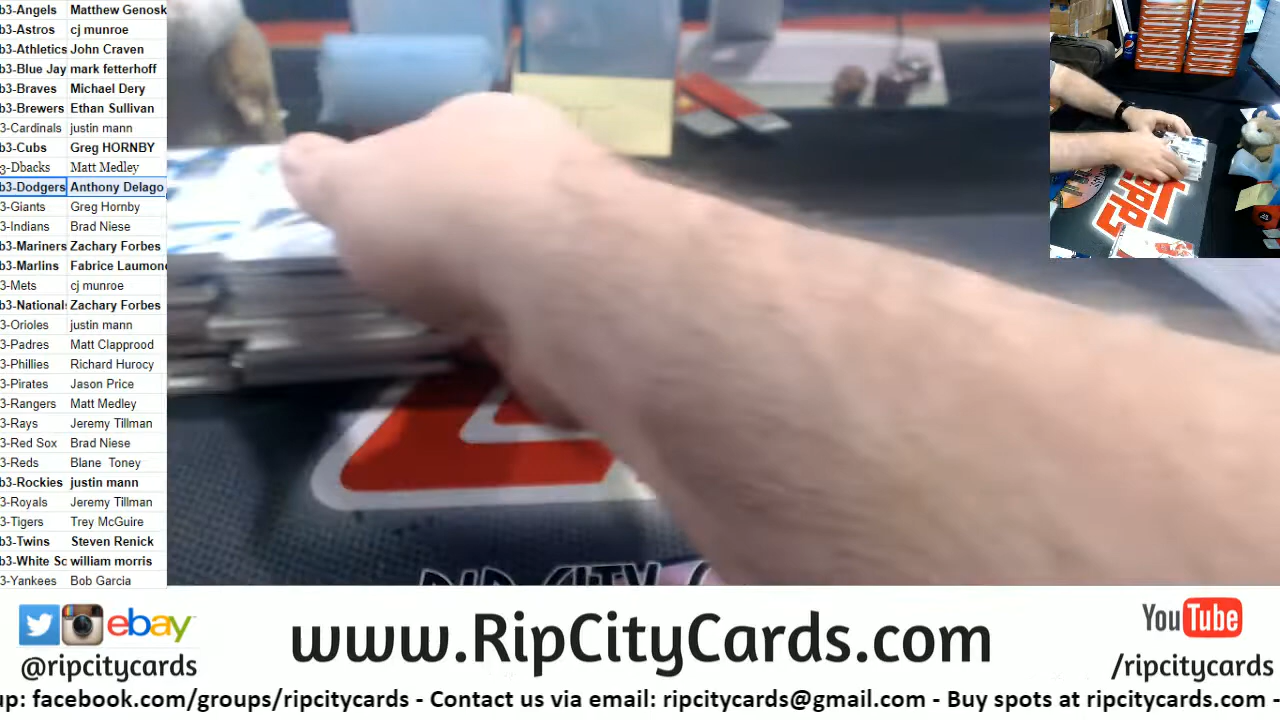 b3-Angels Matthew Genosk
b3-Astros cj munroe
b3-Athletics John Craven
b3-Blue Jay mark fetterhoff
b3-Braves Michael Dery
b3-Brewers Ethan Sullivan
3-Cardinals justin mann
b3-Cubs Greg HORNBY
3-Dbacks Matt Medley
b3-Dodgers Anthony Delago
3-Giants Greg Hornby
3-Indians Brad Niese
b3-Mariners Zachary Forbes
b3-Marlins Fabrice Laumon
3-Mets cj munroe
b3-National Zachary Forbes
3-Orioles justin mann
3-Padres Matt Clapprood
3-Phillies Richard Hurocy
3-Pirates Jason Price
3-Rangers Matt Medley
3-Rays Jeremy Tillman
3-Red Sox Brad Niese
3-Reds Blane Toney
b3-Rockies justin mann
3-Royals Jeremy Tillman
3-Tigers Trey McGuire
b3-Twins Steven Renick
b3-White Sc william morris
3-Yankees Bob Garcia
topps
RIP CITY
ebay
@ripcitycards
www.RipCityCards.com
YouTube
/ripcitycards
up: facebook.com/groups/ripcitycards - Contact us via email: ripcitycards@gmail.com - Buy spots at ripcitycards.com -